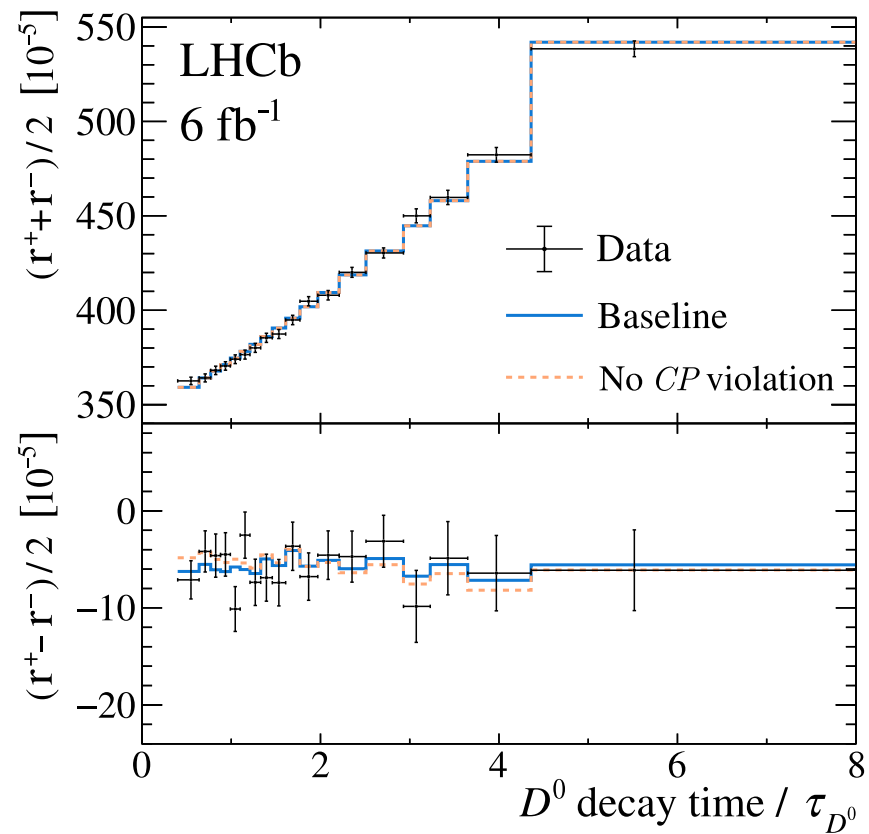 (r⁺+r⁻)/2 [10⁻⁵]
550
500
450
400
350
LHCb
6 fb⁻¹
Data
Baseline
No CP violation
(r⁺−r⁻)/2 [10⁻⁵]
0
−10
−20
0 2 4 6 8
D⁰ decay time / τ_D⁰